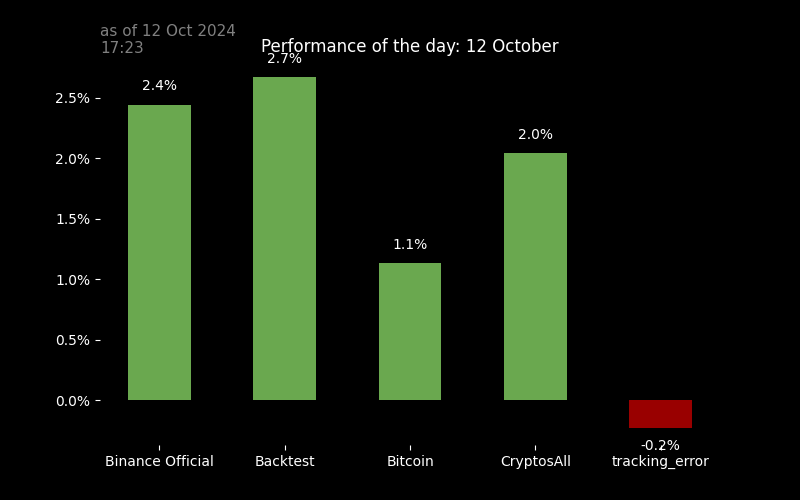 as of 12 Oct 2024
17:23
Performance of the day: 12 October
2.7%
2.4%
2.5%
2.0%
2.0%
1.5%
1.1%
1.0%
0.5%
0.0%
-0.2%
Binance Official
Backtest
Bitcoin
CryptosAll
tracking_error